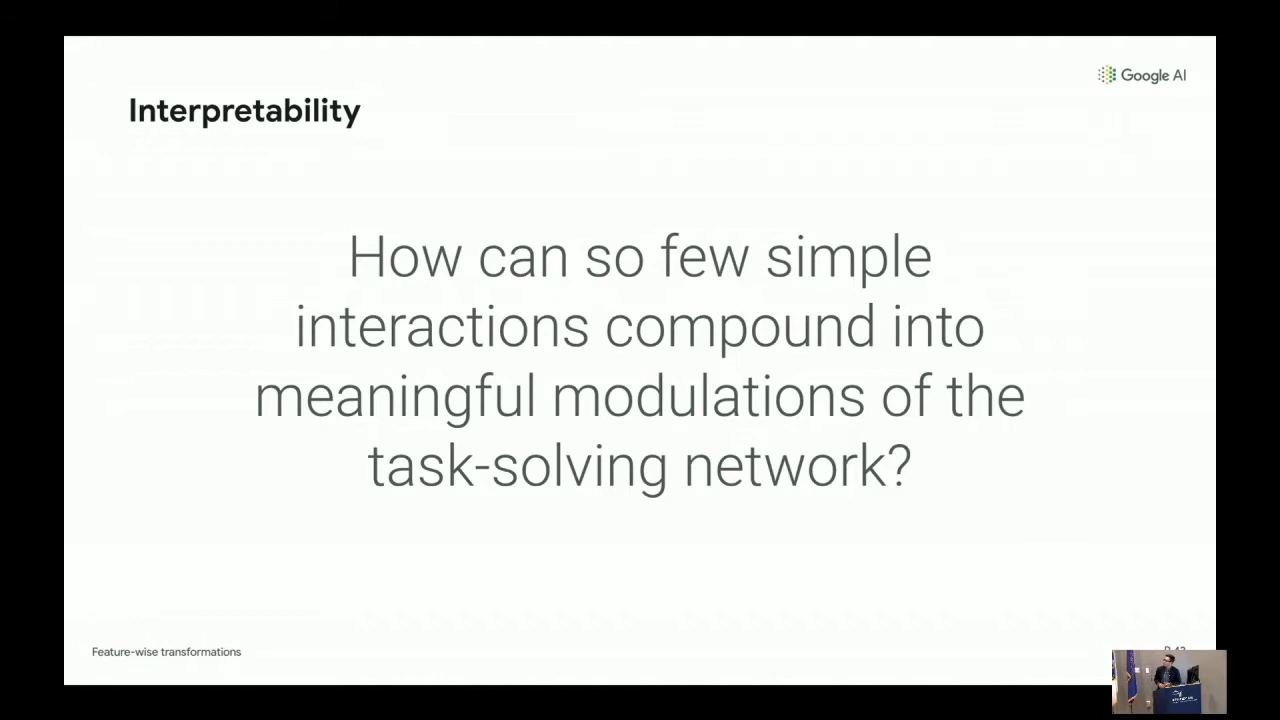 Google AI
Interpretability
How can so few simple
interactions compound into
meaningful modulations of the
task-solving network?
Feature-wise transformations